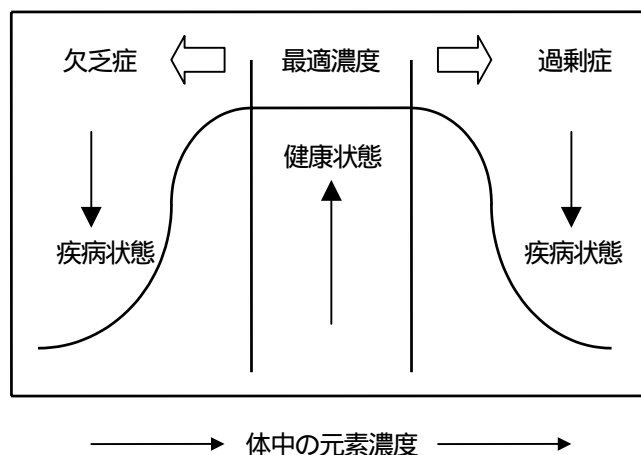 欠乏症
最適濃度
過剰症
健康状態
疾病状態
疾病状態
体中の元素濃度